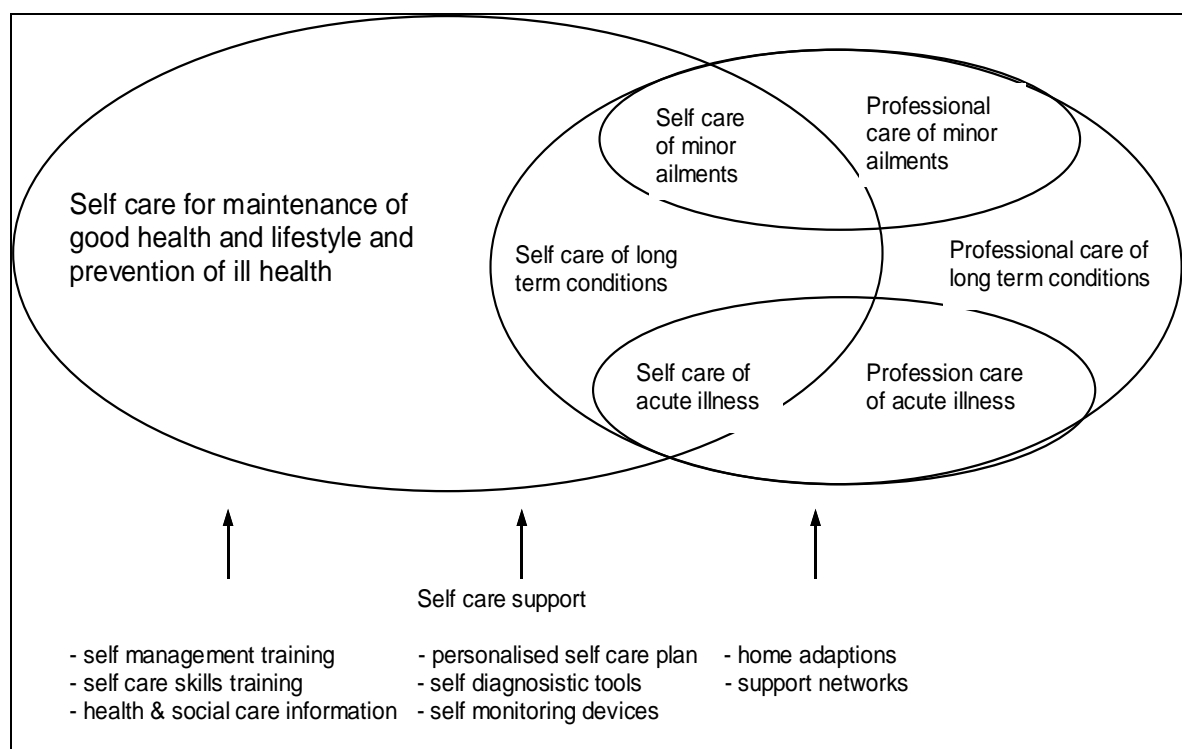 Self care
of minor
ailments
Professional
care of minor
ailments
Self care for maintenance of
good health and lifestyle and
prevention of ill health
Self care of long
term conditions
Professional care of
long term conditions
Self care of
acute illness
Profession care
of acute illness
Self care support
- self management training
- self care skills training
- health & social care information
- personalised self care plan
- self diagnosistic tools
- self monitoring devices
- home adaptions
- support networks